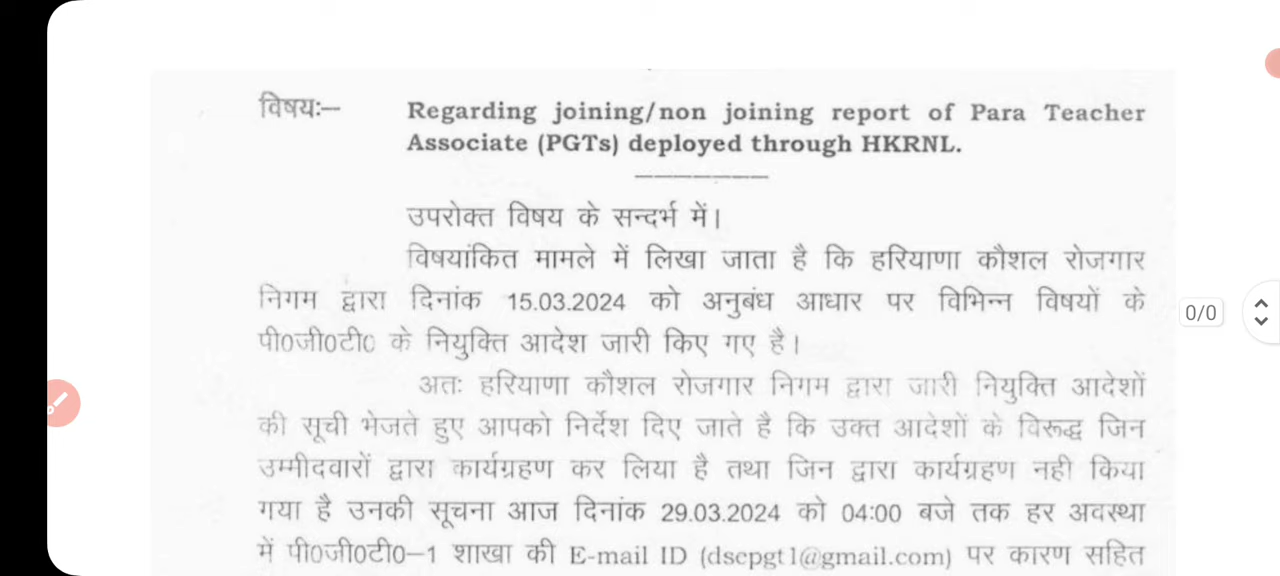 विषय:— Regarding joining/non joining report of Para Teacher
Associate (PGTs) deployed through HKRNL.
उपरोक्त विषय के सन्दर्भ में।
विषयांकित मामले में लिखा जाता है कि हरियाणा कौशल रोजगार
निगम द्वारा दिनांक 15.03.2024 को अनुबंध आधार पर विभिन्न विषयों के
पी0जी0टी0 के नियुक्ति आदेश जारी किए गए है।
अतः हरियाणा कौशल रोजगार निगम द्वारा जारी नियुक्ति आदेशों
की सूची भेजते हुए आपको निर्देश दिए जाते है कि उक्त आदेशों के विरूद्ध जिन
उम्मीदवारों द्वारा कार्यग्रहण कर लिया है तथा जिन द्वारा कार्यग्रहण नही किया
गया है उनकी सूचना आज दिनांक 29.03.2024 को 04:00 बजे तक हर अवस्था
में पी0जी0टी0—1 शाखा की E-mail ID (dscpgt1@gmail.com) पर कारण सहित
0/0